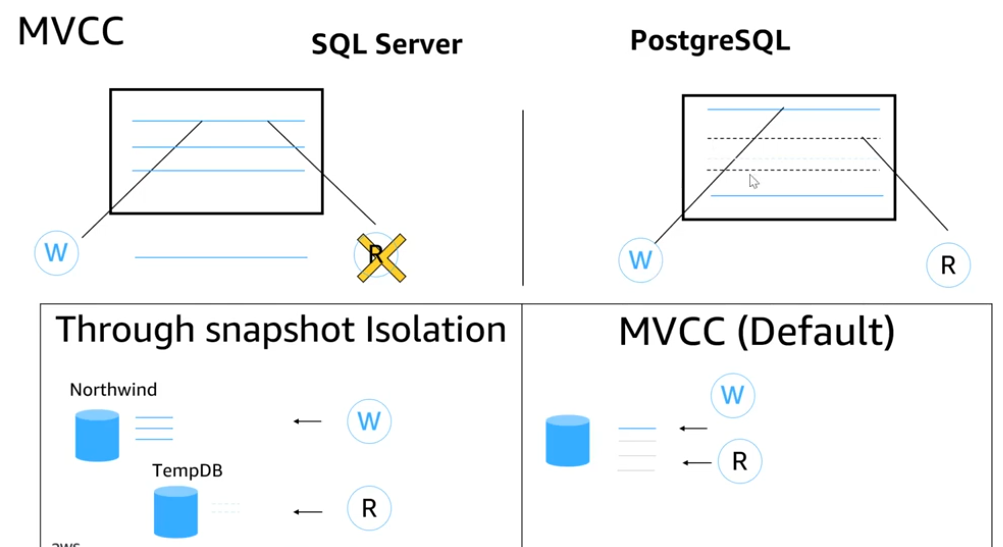 MVCC
SQL Server
PostgreSQL
W
R
W
R
Through snapshot Isolation
MVCC (Default)
Northwind
W
TempDB
R
W
R
aws